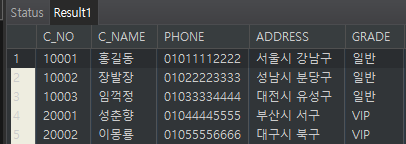 Status Result1
C_NO C_NAME PHONE ADDRESS GRADE
1 10001 홍길동 01011112222 서울시 강남구 일반
2 10002 장발장 01022223333 성남시 분당구 일반
3 10003 임꺽정 01033334444 대전시 유성구 일반
4 20001 성춘향 01044445555 부산시 서구 VIP
5 20002 이몽룡 01055556666 대구시 북구 VIP